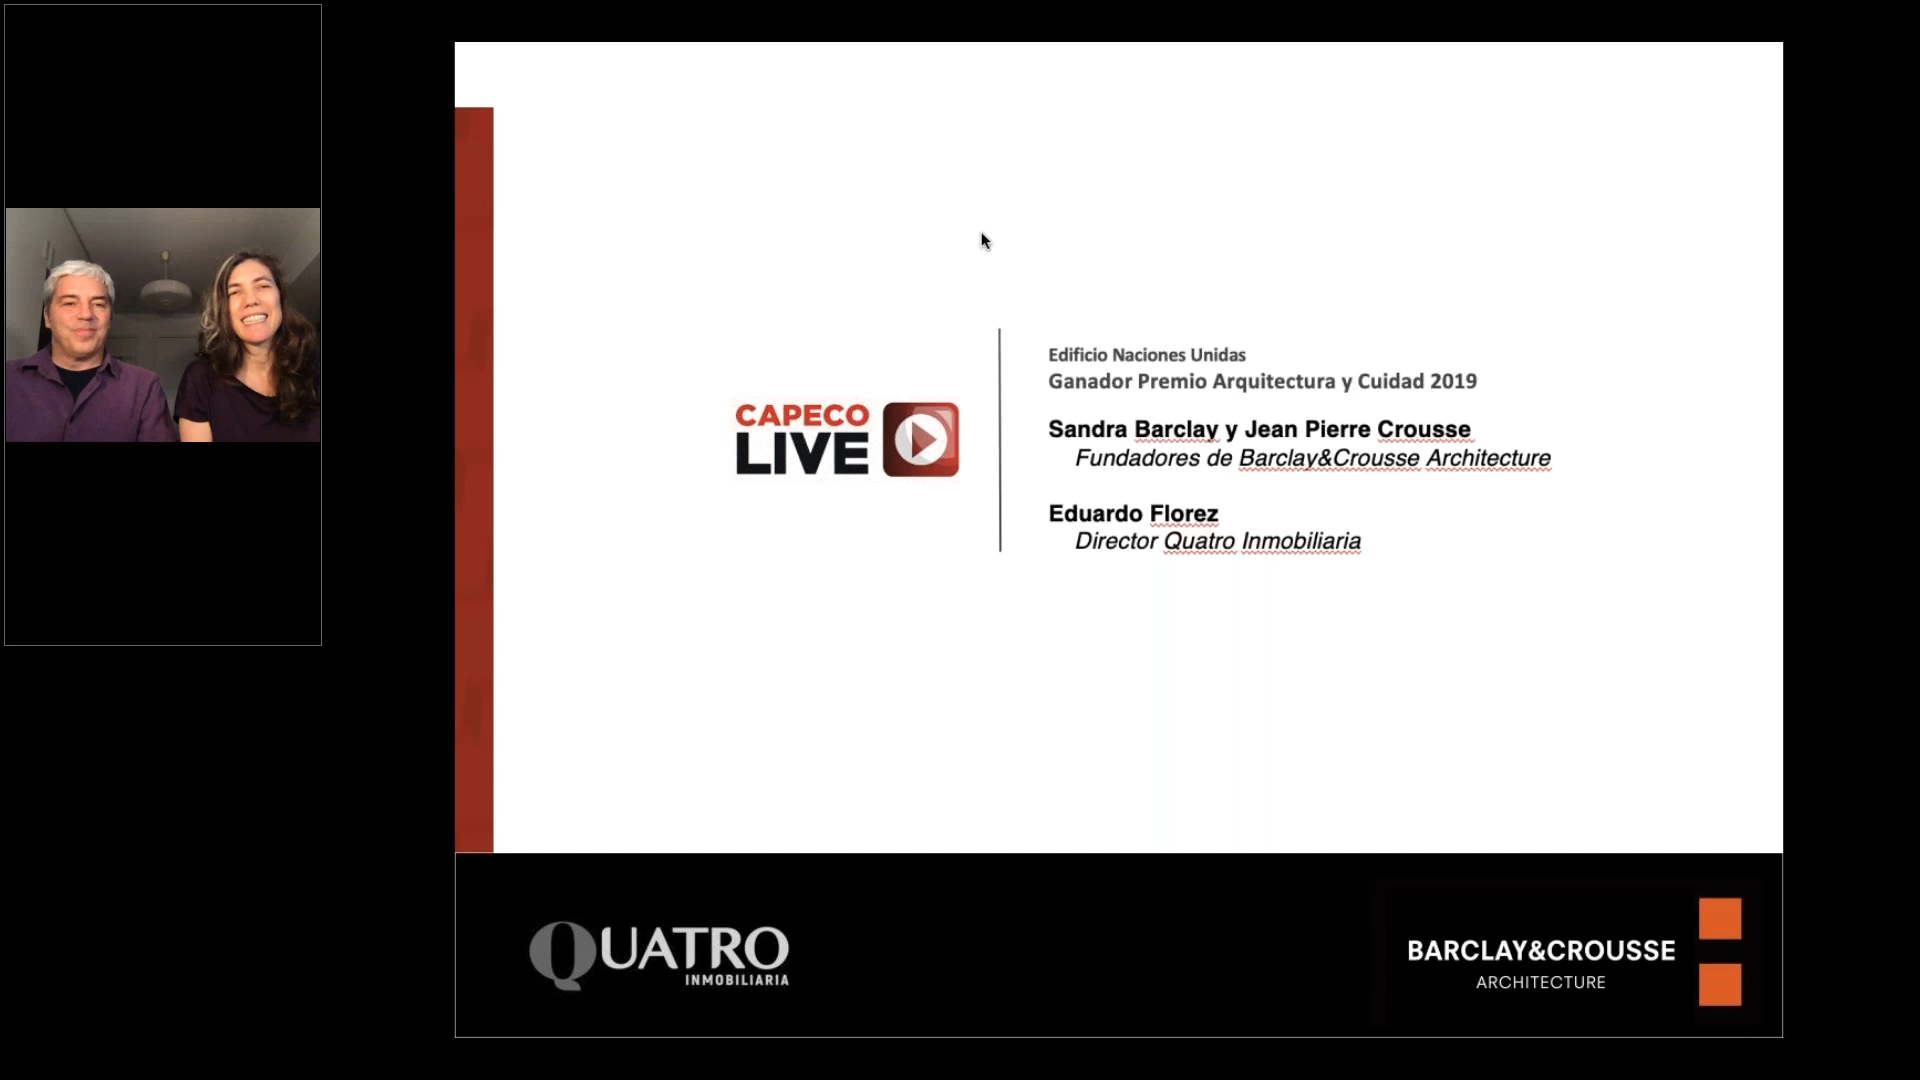 CAPECO
LIVE
Edificio Naciones Unidas
Ganador Premio Arquitectura y Cuidad 2019
Sandra Barclay y Jean Pierre Crousse
Fundadores de Barclay&Crousse Architecture
Eduardo Florez
Director Quatro Inmobiliaria
QUATRO
INMOBILIARIA
BARCLAY&CROUSSE
ARCHITECTURE